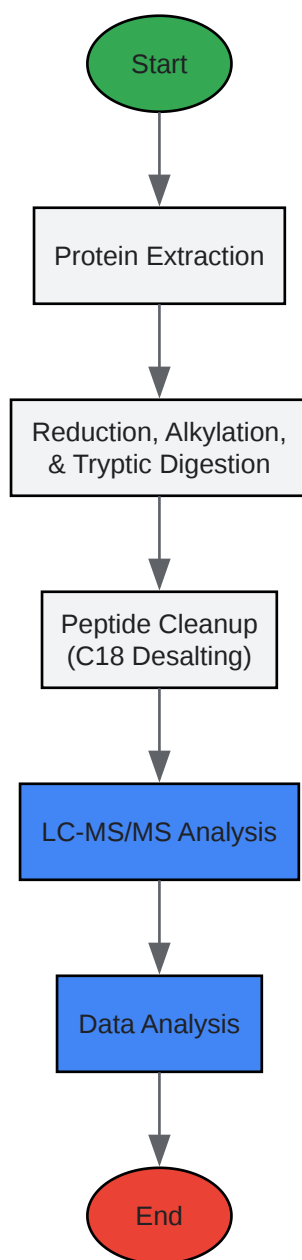 Start
Protein Extraction
Reduction, Alkylation,
& Tryptic Digestion
Peptide Cleanup
(C18 Desalting)
LC-MS/MS Analysis
Data Analysis
End